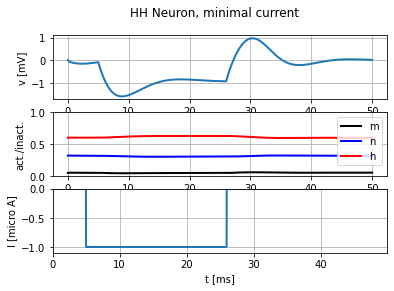 HH Neuron, minimal current
v [mV]
1
0
−1
0 10 20 30 40 50
act./inact.
1.0
0.5
0.0
m
n
h
0 10 20 30 40 50
I [micro A]
0.0
−0.5
−1.0
0 10 20 30 40
t [ms]